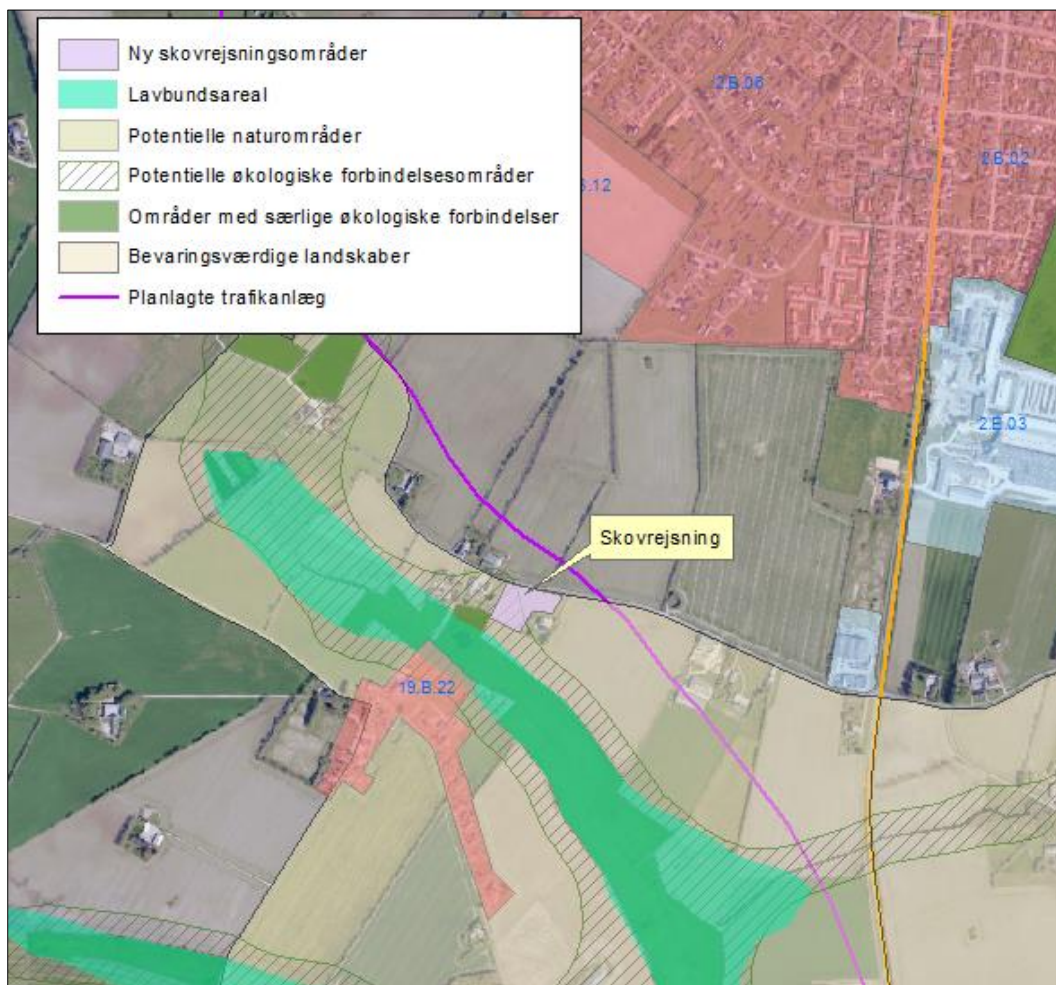 Ny skovrejsningsområder
Lavbundsareal
Potentielle naturområder
Potentielle økologiske forbindelsesområder
Områder med særlige økologiske forbindelser
Bevaringsværdige landskaber
Planlagte trafikanlæg
2.B.06
2.B.02
.12
2.B.03
Skovrejsning
19.B.22